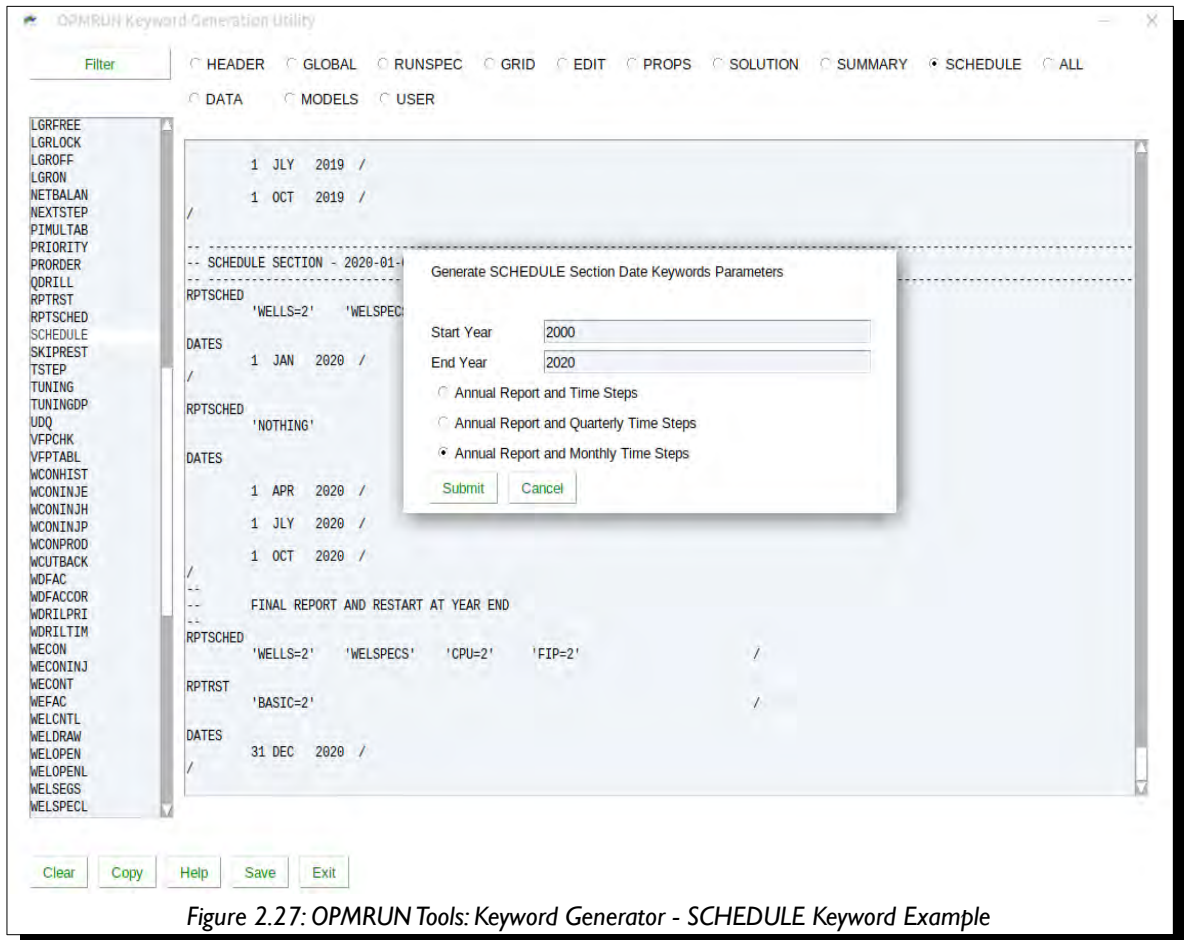 OPMRUN Keyword Generation Utility
Filter
HEADER GLOBAL RUNSPEC GRID EDIT PROPS SOLUTION SUMMARY SCHEDULE ALL
DATA MODELS USER
LGRFREE
LGRLOCK
LGROFF
LGRON
NETBALAN
NEXTSTEP
PIMULTAB
PRIORITY
PRORDER
QDRILL
RPTRST
RPTSCHED
SCHEDULE
SKIPREST
TSTEP
TUNING
TUNINGDP
UDQ
VFPCHK
VFPTABL
WCONHIST
WCONINJE
WCONINJH
WCONINJP
WCONPROD
WCUTBACK
WDFAC
WDFACCOR
WDRILPRI
WDRILTIM
WECON
WECONINJ
WECONT
WEFAC
WELCNTL
WELDRAW
WELOPEN
WELOPENL
WELSEGS
WELSPECL
1 JLY 2019 /
1 OCT 2019 /
/
-- ----------------------------------------------------------------
-- SCHEDULE SECTION - 2020-01-
-- ----------------------------------------------------------------
RPTSCHED
'WELLS=2' 'WELSPEC
DATES
1 JAN 2020 /
/
RPTSCHED
'NOTHING'
DATES
1 APR 2020 /
1 JLY 2020 /
1 OCT 2020 /
/
--
-- FINAL REPORT AND RESTART AT YEAR END
--
RPTSCHED
'WELLS=2' 'WELSPECS' 'CPU=2' 'FIP=2' /
RPTRST
'BASIC=2' /
DATES
31 DEC 2020 /
/
Generate SCHEDULE Section Date Keywords Parameters
Start Year 2000
End Year 2020
Annual Report and Time Steps
Annual Report and Quarterly Time Steps
Annual Report and Monthly Time Steps
Submit Cancel
Clear Copy Help Save Exit
Figure 2.27: OPMRUN Tools: Keyword Generator - SCHEDULE Keyword Example